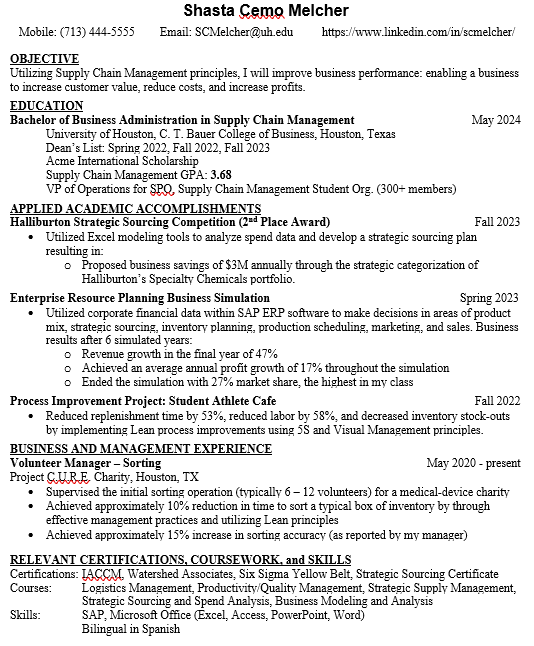 Shasta Cemo Melcher
Mobile: (713) 444-5555 Email: SCMelcher@uh.edu https://www.linkedin.com/in/scmelcher/
OBJECTIVE
Utilizing Supply Chain Management principles, I will improve business performance: enabling a business
to increase customer value, reduce costs, and increase profits.
EDUCATION
Bachelor of Business Administration in Supply Chain Management May 2024
University of Houston, C. T. Bauer College of Business, Houston, Texas
Dean's List: Spring 2022, Fall 2022, Fall 2023
Acme International Scholarship
Supply Chain Management GPA: 3.68
VP of Operations for SPO, Supply Chain Management Student Org. (300+ members)
APPLIED ACADEMIC ACCOMPLISHMENTS
Halliburton Strategic Sourcing Competition (2nd Place Award) Fall 2023
• Utilized Excel modeling tools to analyze spend data and develop a strategic sourcing plan
resulting in:
o Proposed business savings of $3M annually through the strategic categorization of
Halliburton's Specialty Chemicals portfolio.
Enterprise Resource Planning Business Simulation Spring 2023
• Utilized corporate financial data within SAP ERP software to make decisions in areas of product
mix, strategic sourcing, inventory planning, production scheduling, marketing, and sales. Business
results after 6 simulated years:
o Revenue growth in the final year of 47%
o Achieved an average annual profit growth of 17% throughout the simulation
o Ended the simulation with 27% market share, the highest in my class
Process Improvement Project: Student Athlete Cafe Fall 2022
• Reduced replenishment time by 53%, reduced labor by 58%, and decreased inventory stock-outs
by implementing Lean process improvements using 5S and Visual Management principles.
BUSINESS AND MANAGEMENT EXPERIENCE
Volunteer Manager – Sorting May 2020 - present
Project C.U.R.E. Charity, Houston, TX
• Supervised the initial sorting operation (typically 6 – 12 volunteers) for a medical-device charity
• Achieved approximately 10% reduction in time to sort a typical box of inventory by through
effective management practices and utilizing Lean principles
• Achieved approximately 15% increase in sorting accuracy (as reported by my manager)
RELEVANT CERTIFICATIONS, COURSEWORK, and SKILLS
Certifications: IACCM, Watershed Associates, Six Sigma Yellow Belt, Strategic Sourcing Certificate
Courses: Logistics Management, Productivity/Quality Management, Strategic Supply Management,
Strategic Sourcing and Spend Analysis, Business Modeling and Analysis
Skills: SAP, Microsoft Office (Excel, Access, PowerPoint, Word)
Bilingual in Spanish